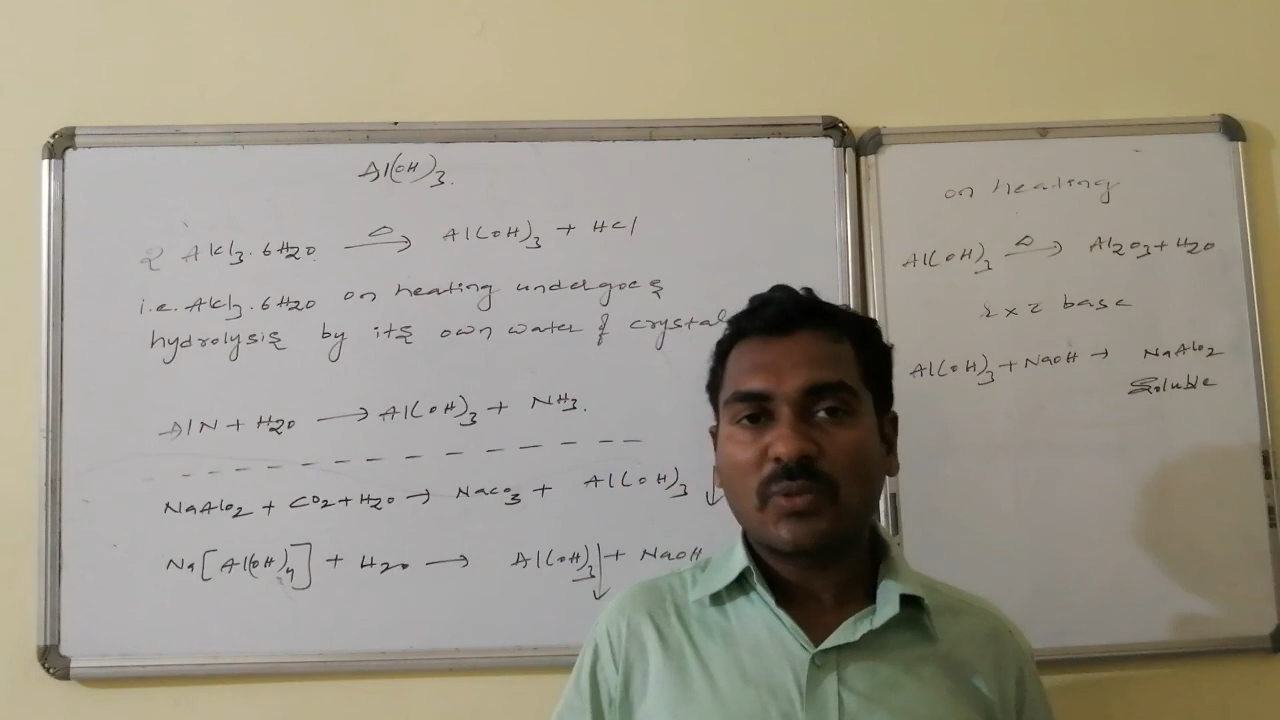 Al(OH)3.
2 AlCl3.6H2O —Δ→ Al(OH)3 + HCl
i.e. AlCl3.6H2O on heating undergoes
hydrolysis by its own water of crystal
AlN + H2O → Al(OH)3 + NH3.
NaAlO2 + CO2 + H2O → NaCO3 + Al(OH)3 ↓
Na[Al(OH)4] + H2O → Al(OH)3↓ + NaOH
on heating
Al(OH)3 —Δ→ Al2O3 + H2O
base
Al(OH)3 + NaOH → NaAlO2
Soluble